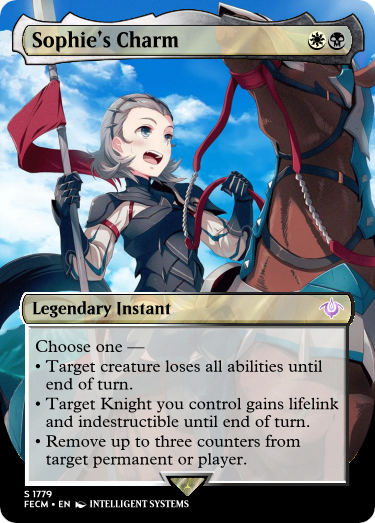 Sophie's Charm
Legendary Instant
Choose one —
• Target creature loses all abilities until
end of turn.
• Target Knight you control gains lifelink
and indestructible until end of turn.
• Remove up to three counters from
target permanent or player.
S 1779
FECM • EN INTELLIGENT SYSTEMS